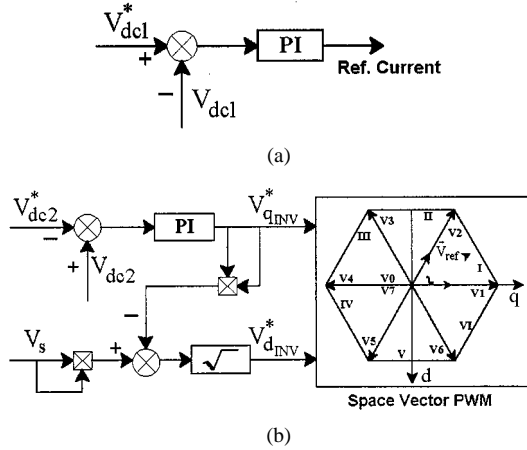 V*dc1
+
PI
Ref. Current
−
Vdc1
(a)
V*dc2
−
PI
V*qINV
+
Vdc2
−
Vs
+
√
V*dINV
V3
II
V2
III
V⃗ref
I
V4
V0
V7
V1
q
IV
VI
V5
V
V6
d
Space Vector PWM
(b)